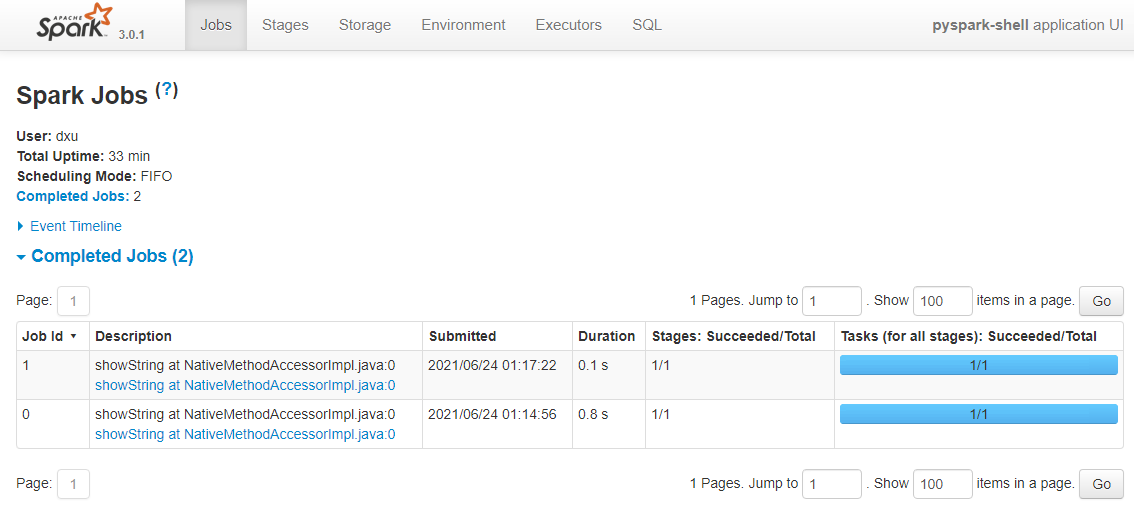 APACHE Spark 3.0.1 Jobs Stages Storage Environment Executors SQL pyspark-shell application UI
Spark Jobs (?)
User: dxu
Total Uptime: 33 min
Scheduling Mode: FIFO
Completed Jobs: 2
Event Timeline
Completed Jobs (2)
Page: 1 1 Pages. Jump to 1 . Show 100 items in a page. Go
Job Id Description Submitted Duration Stages: Succeeded/Total Tasks (for all stages): Succeeded/Total
1 showString at NativeMethodAccessorImpl.java:0 2021/06/24 01:17:22 0.1 s 1/1 1/1
showString at NativeMethodAccessorImpl.java:0
0 showString at NativeMethodAccessorImpl.java:0 2021/06/24 01:14:56 0.8 s 1/1 1/1
showString at NativeMethodAccessorImpl.java:0
Page: 1 1 Pages. Jump to 1 . Show 100 items in a page. Go